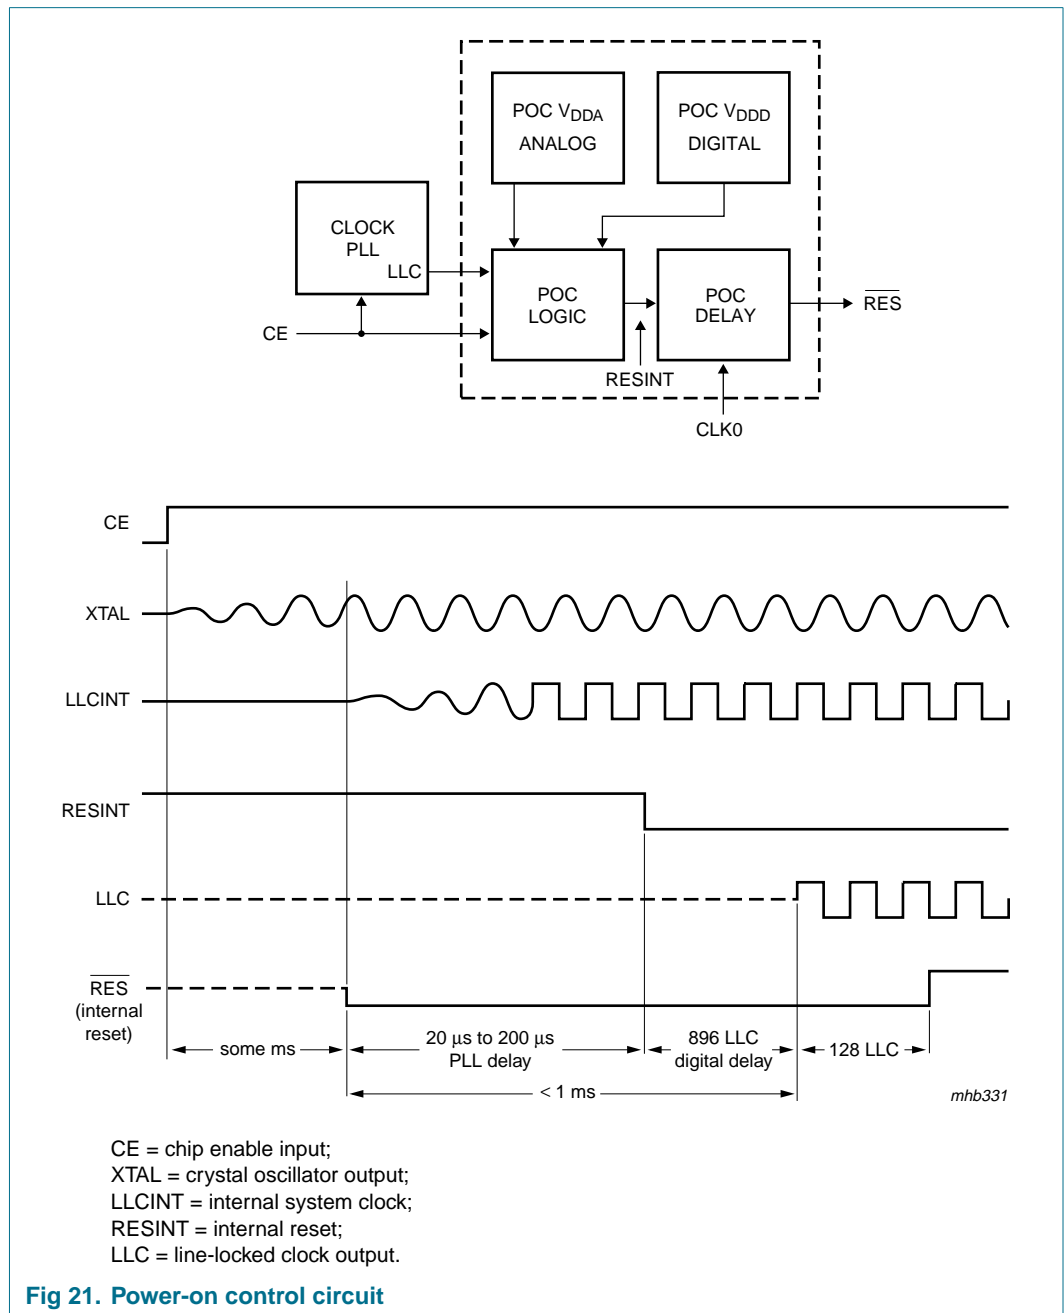 POC VDDA
ANALOG
POC VDDD
DIGITAL
CLOCK
PLL
LLC
POC
LOGIC
POC
DELAY
RES
CE
RESINT
CLK0
CE
XTAL
LLCINT
RESINT
LLC
RES
(internal
reset)
some ms
20 μs to 200 μs
PLL delay
896 LLC
digital delay
128 LLC
< 1 ms
mhb331
CE = chip enable input;
XTAL = crystal oscillator output;
LLCINT = internal system clock;
RESINT = internal reset;
LLC = line-locked clock output.
Fig 21. Power-on control circuit